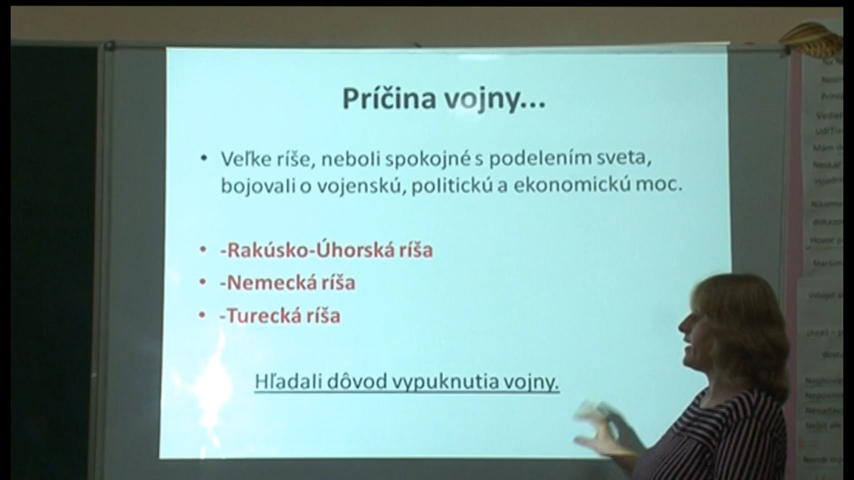 Príčina vojny...
• Veľke ríše, neboli spokojné s podelením sveta,
bojovali o vojenskú, politickú a ekonomickú moc.
• -Rakúsko-Úhorská ríša
• -Nemecká ríša
• -Turecká ríša
Hľadali dôvod vypuknutia vojny.